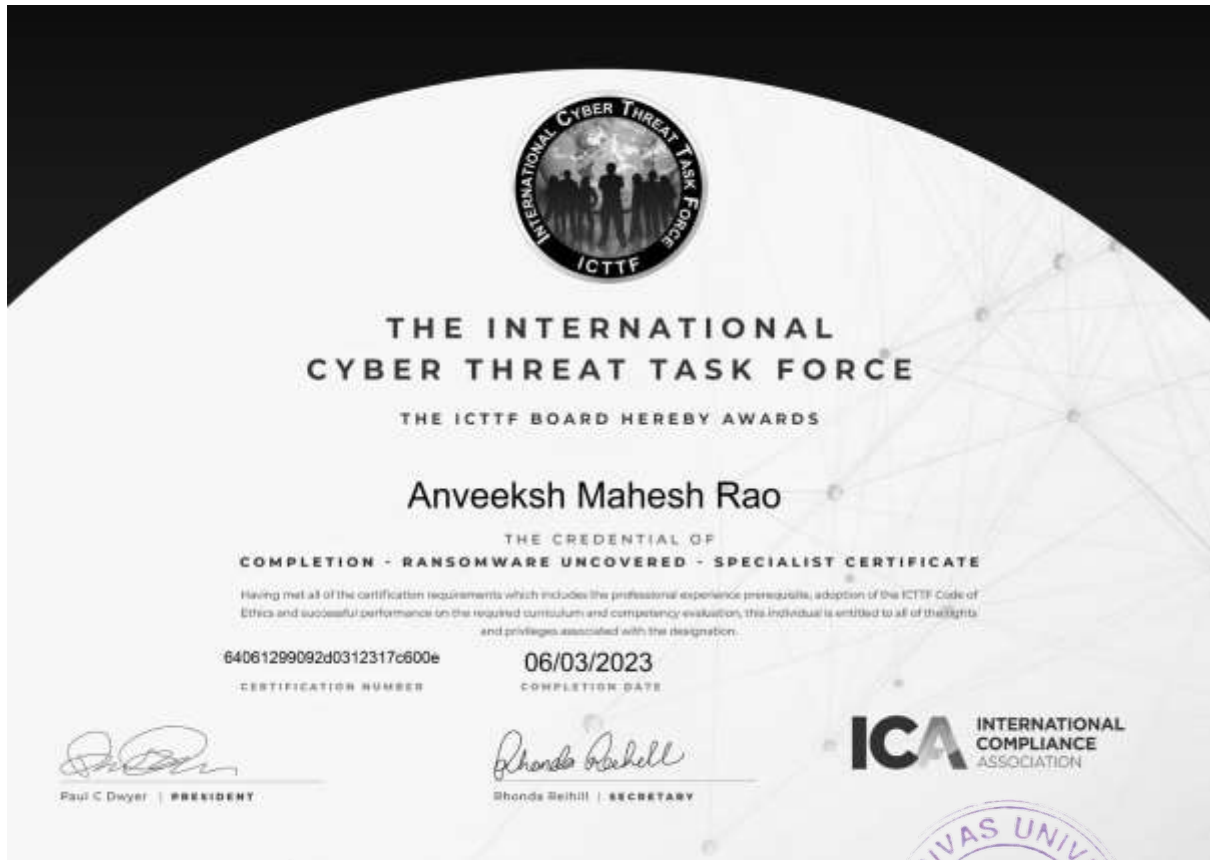 INTERNATIONAL CYBER THREAT TASK FORCE
ICTTF
THE INTERNATIONAL
CYBER THREAT TASK FORCE
THE ICTTF BOARD HEREBY AWARDS
Anveeksh Mahesh Rao
THE CREDENTIAL OF
COMPLETION - RANSOMWARE UNCOVERED - SPECIALIST CERTIFICATE
Having met all of the certification requirements which includes the professional experience prerequisite, adoption of the ICTTF Code of
Ethics and successful performance on the required curriculum and competency evaluation, this individual is entitled to all of the rights
and privileges associated with the designation.
64061299092d0312317c600e
CERTIFICATION NUMBER
06/03/2023
COMPLETION DATE
ICA INTERNATIONAL
COMPLIANCE
ASSOCIATION
Rhonda Reihill
Paul C Dwyer | PRESIDENT
Rhonda Reihill | SECRETARY
VAS UNIV